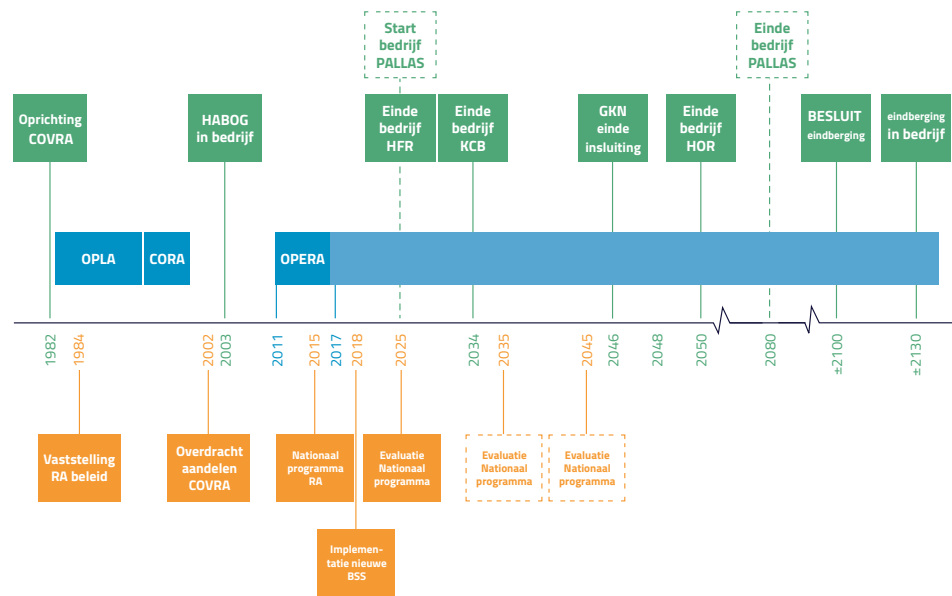 Start
bedrijf
PALLAS
Einde
bedrijf
PALLAS
Oprichting
COVRA
HABOG
in bedrijf
Einde
bedrijf
HFR
Einde
bedrijf
KCB
GKN
einde
insluiting
Einde
bedrijf
HOR
BESLUIT
eindberging
eindberging
in bedrijf
OPLA
CORA
OPERA
1982
1984
2002
2003
2011
2015
2017
2018
2025
2034
2035
2045
2046
2048
2050
2080
±2100
±2130
Vaststelling
RA beleid
Overdracht
aandelen
COVRA
Nationaal
programma
RA
Evaluatie
Nationaal
programma
Evaluatie
Nationaal
programma
Evaluatie
Nationaal
programma
Implemen-
tatie nieuwe
BSS